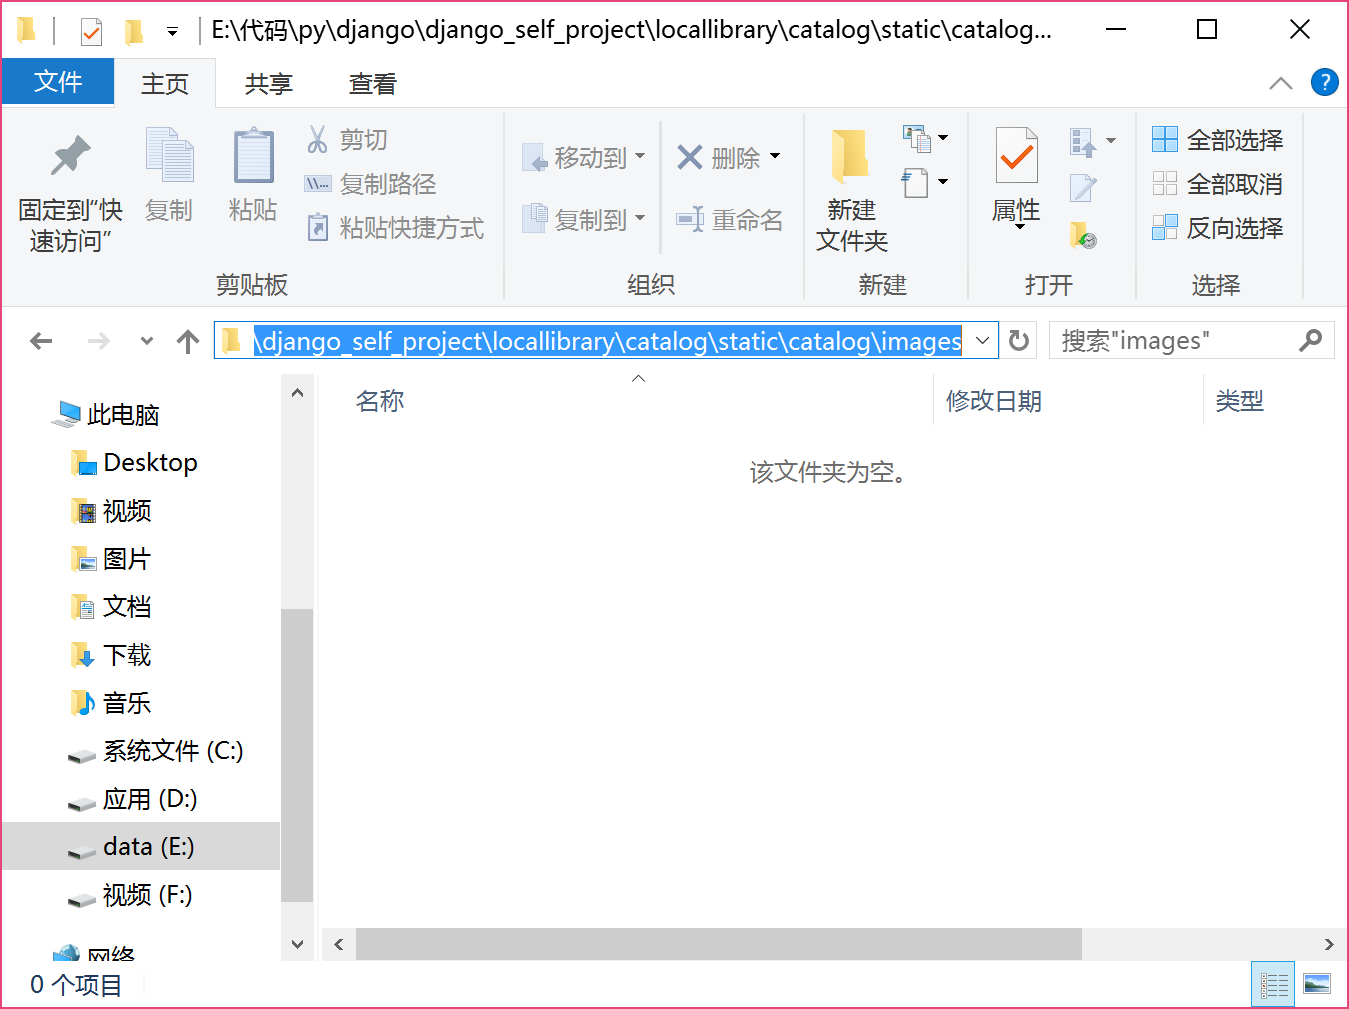 E:\代码\py\django\django_self_project\locallibrary\catalog\static\catalog...
文件 主页 共享 查看
固定到“快速访问”
复制
粘贴
剪切
复制路径
粘贴快捷方式
剪贴板
移动到
复制到
删除
重命名
组织
新建
文件夹
新建
属性
打开
全部选择
全部取消
反向选择
选择
\django_self_project\locallibrary\catalog\static\catalog\images
搜索"images"
名称 修改日期 类型
该文件夹为空。
此电脑
Desktop
视频
图片
文档
下载
音乐
系统文件 (C:)
应用 (D:)
data (E:)
视频 (F:)
网络
0 个项目